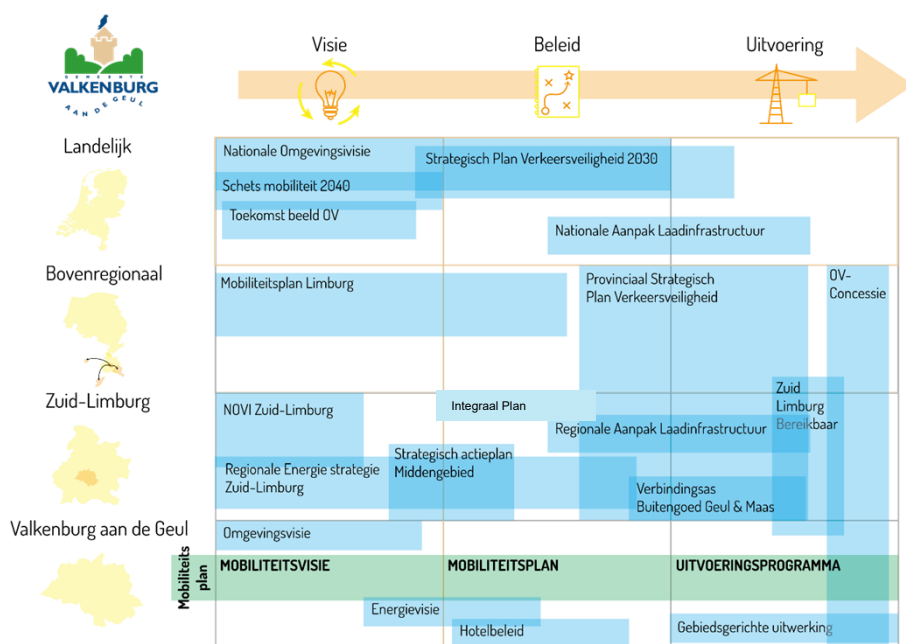 Visie
Beleid
Uitvoering
GEMEENTE
VALKENBURG
AAN DE GEUL
Landelijk
Nationale Omgevingsivisie
Strategisch Plan Verkeersveiligheid 2030
Schets mobiliteit 2040
Toekomst beeld OV
Nationale Aanpak Laadinfrastructuur
Bovenregionaal
Mobiliteitsplan Limburg
Provinciaal Strategisch
Plan Verkeersveiligheid
OV-
Concessie
Zuid-Limburg
NOVI Zuid-Limburg
Integraal Plan
Zuid
Limburg
Bereikbaar
Regionale Aanpak Laadinfrastructuur
Strategisch actieplan
Middengebied
Regionale Energie strategie
Zuid-Limburg
Verbindingsas
Buitengoed Geul & Maas
Valkenburg aan de Geul
Omgevingsvisie
Mobiliteits
plan
MOBILITEITSVISIE
MOBILITEITSPLAN
UITVOERINGSPROGRAMMA
Energievisie
Hotelbeleid
Gebiedsgerichte uitwerking